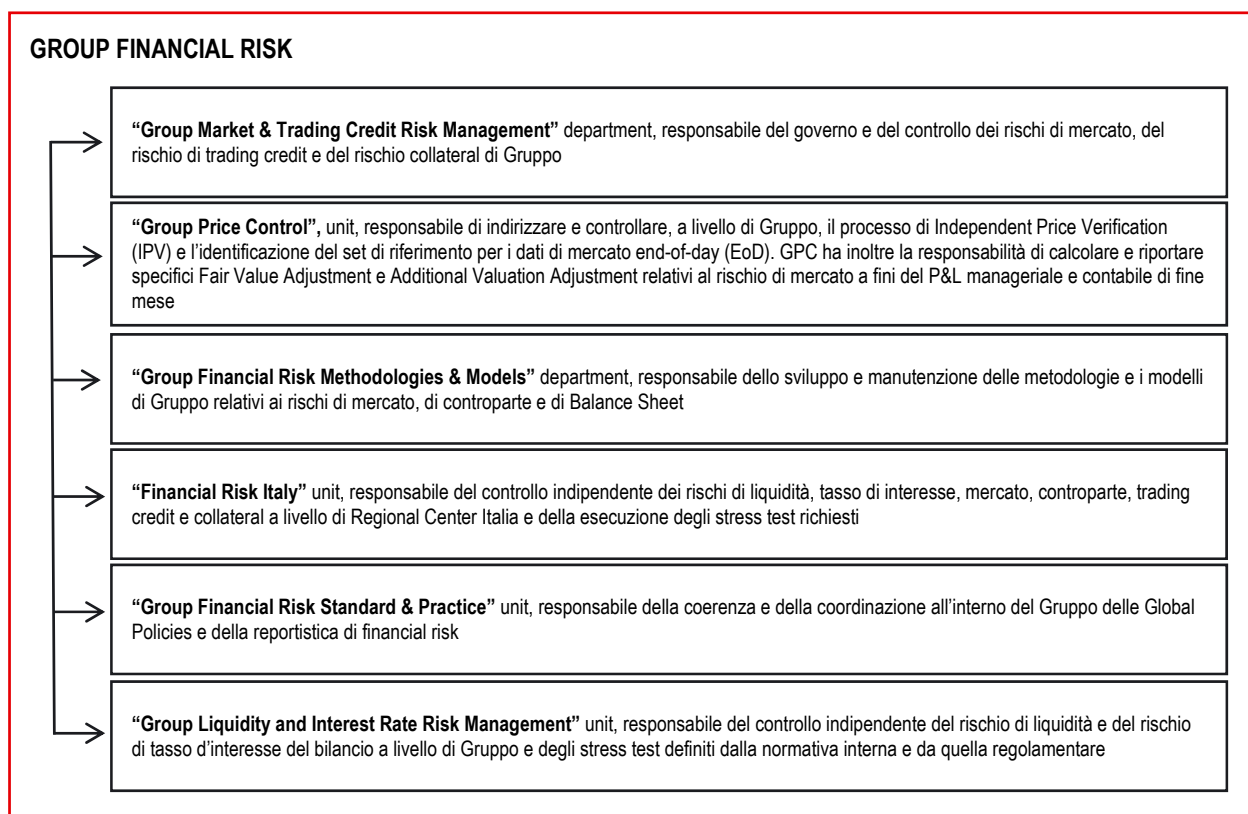 GROUP FINANCIAL RISK
“Group Market & Trading Credit Risk Management” department, responsabile del governo e del controllo dei rischi di mercato, del
rischio di trading credit e del rischio collateral di Gruppo
“Group Price Control”, unit, responsabile di indirizzare e controllare, a livello di Gruppo, il processo di Independent Price Verification
(IPV) e l’identificazione del set di riferimento per i dati di mercato end-of-day (EoD). GPC ha inoltre la responsabilità di calcolare e riportare
specifici Fair Value Adjustment e Additional Valuation Adjustment relativi al rischio di mercato a fini del P&L manageriale e contabile di fine
mese
“Group Financial Risk Methodologies & Models” department, responsabile dello sviluppo e manutenzione delle metodologie e i modelli
di Gruppo relativi ai rischi di mercato, di controparte e di Balance Sheet
“Financial Risk Italy” unit, responsabile del controllo indipendente dei rischi di liquidità, tasso di interesse, mercato, controparte, trading
credit e collateral a livello di Regional Center Italia e della esecuzione degli stress test richiesti
“Group Financial Risk Standard & Practice” unit, responsabile della coerenza e della coordinazione all’interno del Gruppo delle Global
Policies e della reportistica di financial risk
“Group Liquidity and Interest Rate Risk Management” unit, responsabile del controllo indipendente del rischio di liquidità e del rischio
di tasso d’interesse del bilancio a livello di Gruppo e degli stress test definiti dalla normativa interna e da quella regolamentare